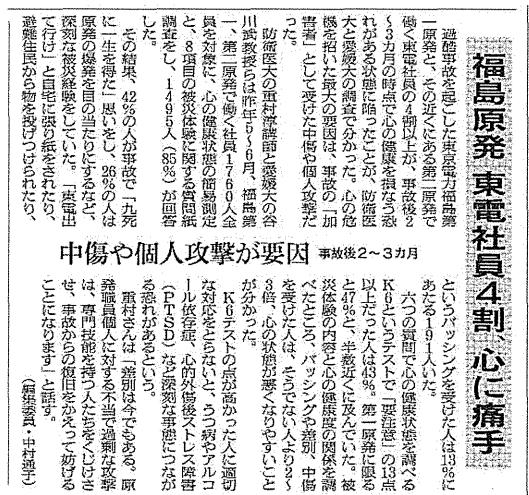 福島原発 東電社員4割、心に痛手
中傷や個人攻撃が要因 事故後2〜3カ月
過酷事故を起こした東京電力福島第
一原発と、その近くにある第二原発で
働く東電社員の4割以上が、事故後2
〜3カ月の時点で心の健康を損なう恐
れがある状態に陥ったことが、防衛医
大と愛媛大の調査で分かった。心の危
機を招いた最大の要因は、事故の「加
害者」として受けた中傷や個人攻撃だ
った。
防衛医大の重村淳講師と愛媛大の谷
川武教授らは昨年5〜6月、福島第
一、第二原発で働く社員1760人全
員を対象に、心の健康状態の簡易測定
と、8項目の被災体験に関する質問紙
調査をし、1495人（85％）が回答
した。
その結果、42％の人が事故で「九死
に一生を得た」思いをし、26％の人は
原発の爆発を目の当たりにするなど、
深刻な被災経験をしていた。「東電出
て行け」と自宅に張り紙をされたり、
避難住民から物を投げつけられたり、
というバッシングを受けた人は13％に
あたる191人いた。
六つの質問で心の健康状態を調べる
K6というテストで「要注意」の13点
以上だった人は43％。第一原発に限る
と47％と、半数近くに及んでいた。被
災体験の内容と心の健康度の関係を調
べたところ、バッシングや差別、中傷
を受けた人は、そうでない人より2〜
3倍、心の状態が悪くなりやすいこと
が分かった。
K6テストの点が高かった人に適切
な対応をとらないと、うつ病やアルコ
ール依存症、心的外傷後ストレス障害
（PTSD）など深刻な事態につなが
る恐れがあるという。
重村さんは「差別は今でもある。原
発職員個人に対する不当で過剰な攻撃
は、専門技能を持つ人たちをくじけさ
せ、事故からの復旧をかえって妨げる
ことになります」と話す。
（編集委員・中村通子）